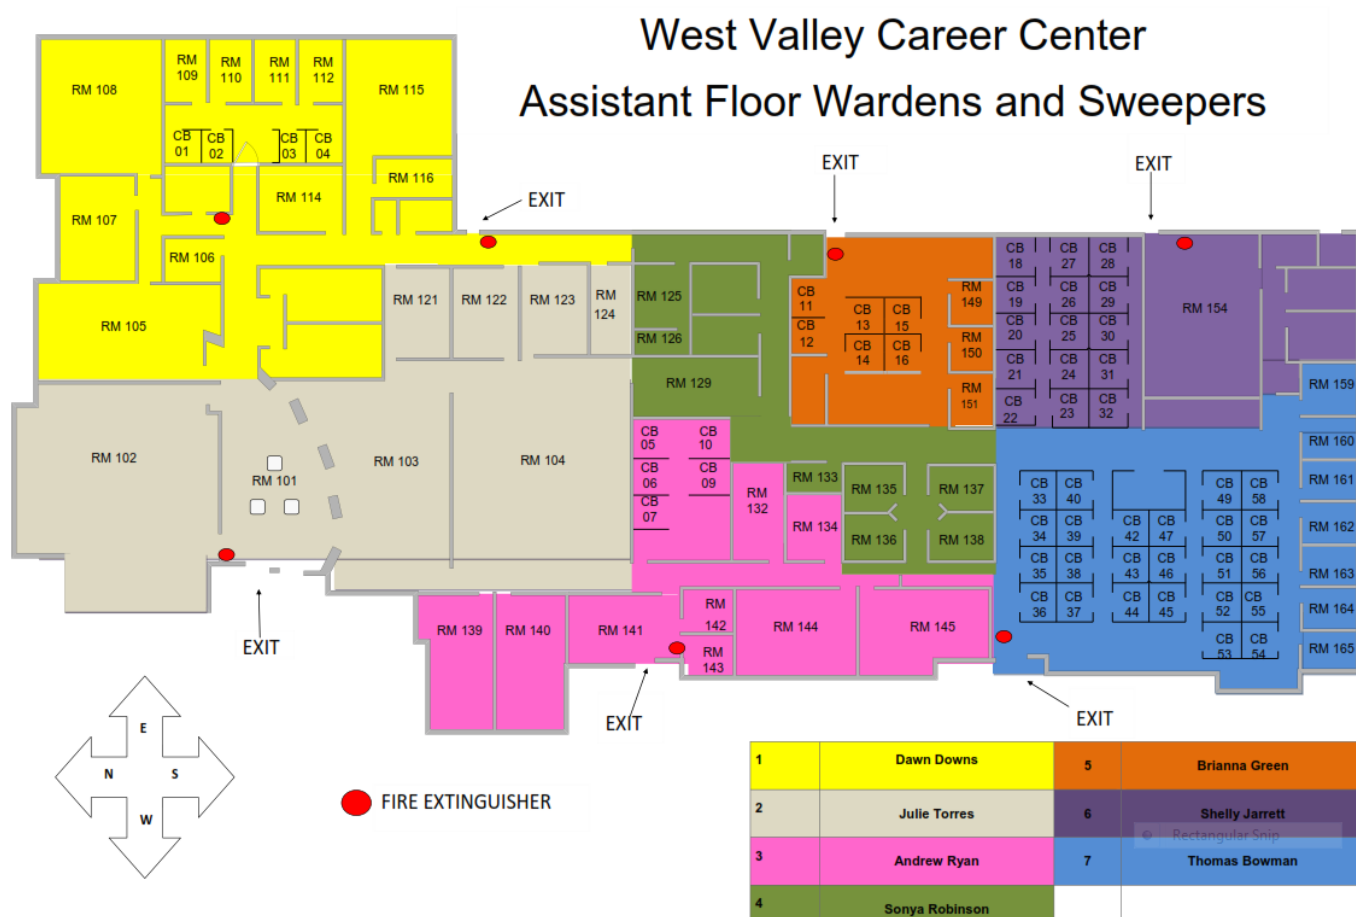 West Valley Career Center
Assistant Floor Wardens and Sweepers
RM 108
RM
109
RM
110
RM
111
RM
112
RM 115
CB
01
CB
02
CB
03
CB
04
RM 116
RM 114
RM 107
RM 106
RM 105
EXIT
EXIT
EXIT
RM 121
RM 122
RM 123
RM
124
RM 125
RM 126
RM 129
CB
11
CB
12
CB
13
CB
15
CB
14
CB
16
RM
149
RM
150
RM
151
CB
18
CB
27
CB
28
CB
19
CB
26
CB
29
CB
20
CB
25
CB
30
CB
21
CB
24
CB
31
CB
22
CB
23
CB
32
RM 154
RM 159
RM 160
RM 161
RM 162
RM 163
RM 164
RM 165
RM 102
RM 101
RM 103
RM 104
CB
05
CB
10
CB
06
CB
09
CB
07
RM
132
RM 133
RM 134
RM 135
RM 137
RM 136
RM 138
CB
33
CB
40
CB
34
CB
39
CB
35
CB
38
CB
36
CB
37
CB
42
CB
47
CB
43
CB
46
CB
44
CB
45
CB
49
CB
58
CB
50
CB
57
CB
51
CB
56
CB
52
CB
55
CB
53
CB
54
RM 139
RM 140
RM 141
RM
142
RM
143
RM 144
RM 145
EXIT
EXIT
EXIT
E
N
S
W
FIRE EXTINGUISHER
1 Dawn Downs 5 Brianna Green
2 Julie Torres 6 Shelly Jarrett
Rectangular Snip
3 Andrew Ryan 7 Thomas Bowman
4 Sonya Robinson